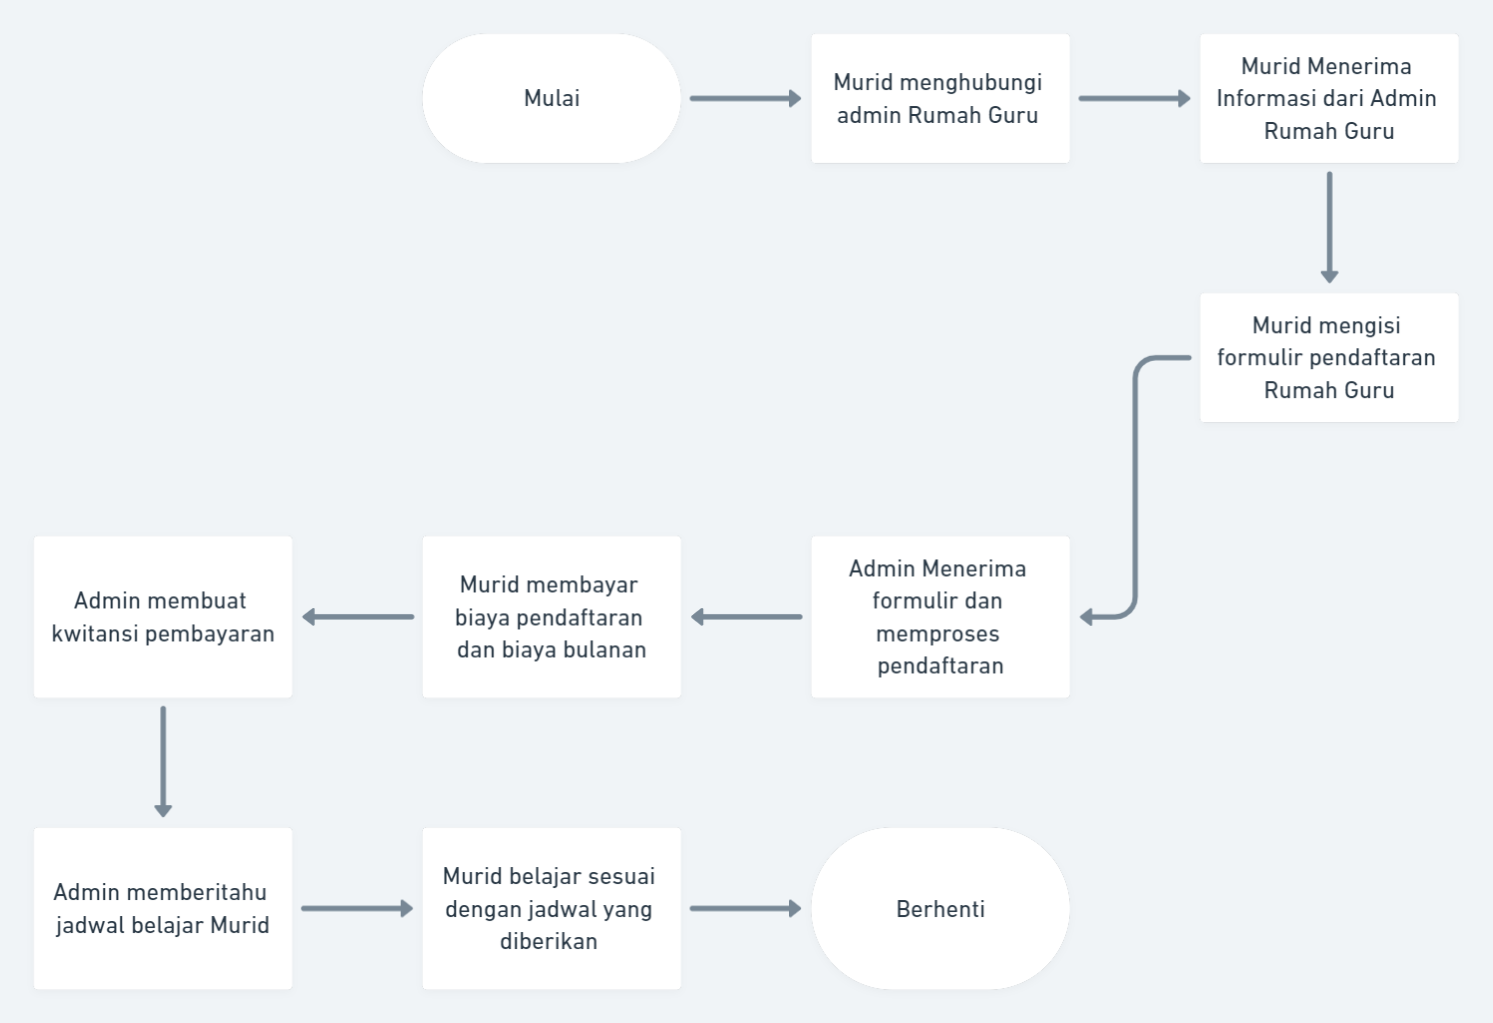 Mulai
Murid menghubungi
admin Rumah Guru
Murid Menerima
Informasi dari Admin
Rumah Guru
Murid mengisi
formulir pendaftaran
Rumah Guru
Admin Menerima
formulir dan
memproses
pendaftaran
Murid membayar
biaya pendaftaran
dan biaya bulanan
Admin membuat
kwitansi pembayaran
Admin memberitahu
jadwal belajar Murid
Murid belajar sesuai
dengan jadwal yang
diberikan
Berhenti